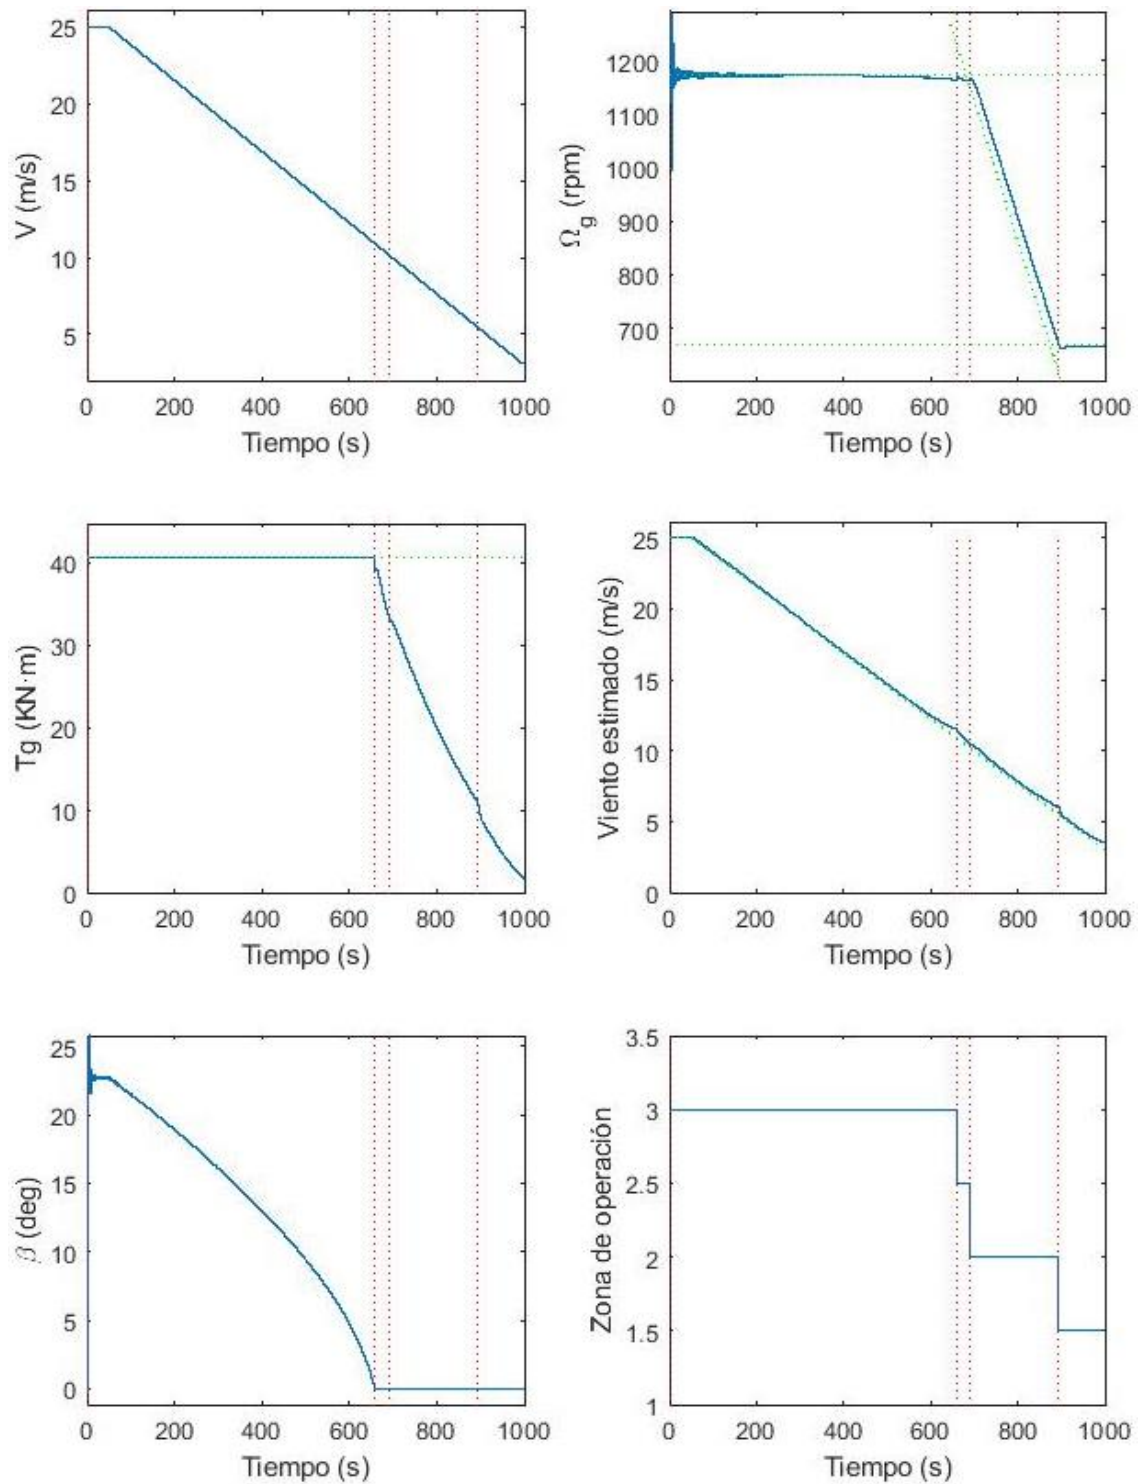 25
20
15
10
5
V (m/s)
0 200 400 600 800 1000
Tiempo (s)
1200
1100
1000
900
800
700
Ωg (rpm)
0 200 400 600 800 1000
Tiempo (s)
40
30
20
10
0
Tg (KN·m)
0 200 400 600 800 1000
Tiempo (s)
25
20
15
10
5
0
Viento estimado (m/s)
0 200 400 600 800 1000
Tiempo (s)
25
20
15
10
5
0
β (deg)
0 200 400 600 800 1000
Tiempo (s)
3.5
3
2.5
2
1.5
1
Zona de operación
0 200 400 600 800 1000
Tiempo (s)